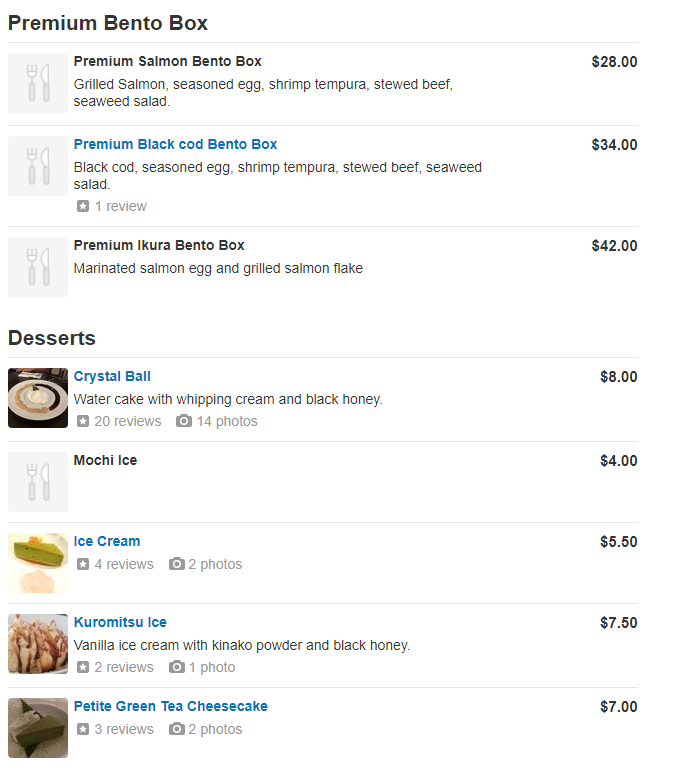 Premium Bento Box
Premium Salmon Bento Box $28.00
Grilled Salmon, seasoned egg, shrimp tempura, stewed beef,
seaweed salad.
Premium Black cod Bento Box $34.00
Black cod, seasoned egg, shrimp tempura, stewed beef, seaweed
salad.
1 review
Premium Ikura Bento Box $42.00
Marinated salmon egg and grilled salmon flake
Desserts
Crystal Ball $8.00
Water cake with whipping cream and black honey.
20 reviews 14 photos
Mochi Ice $4.00
Ice Cream $5.50
4 reviews 2 photos
Kuromitsu Ice $7.50
Vanilla ice cream with kinako powder and black honey.
2 reviews 1 photo
Petite Green Tea Cheesecake $7.00
3 reviews 2 photos